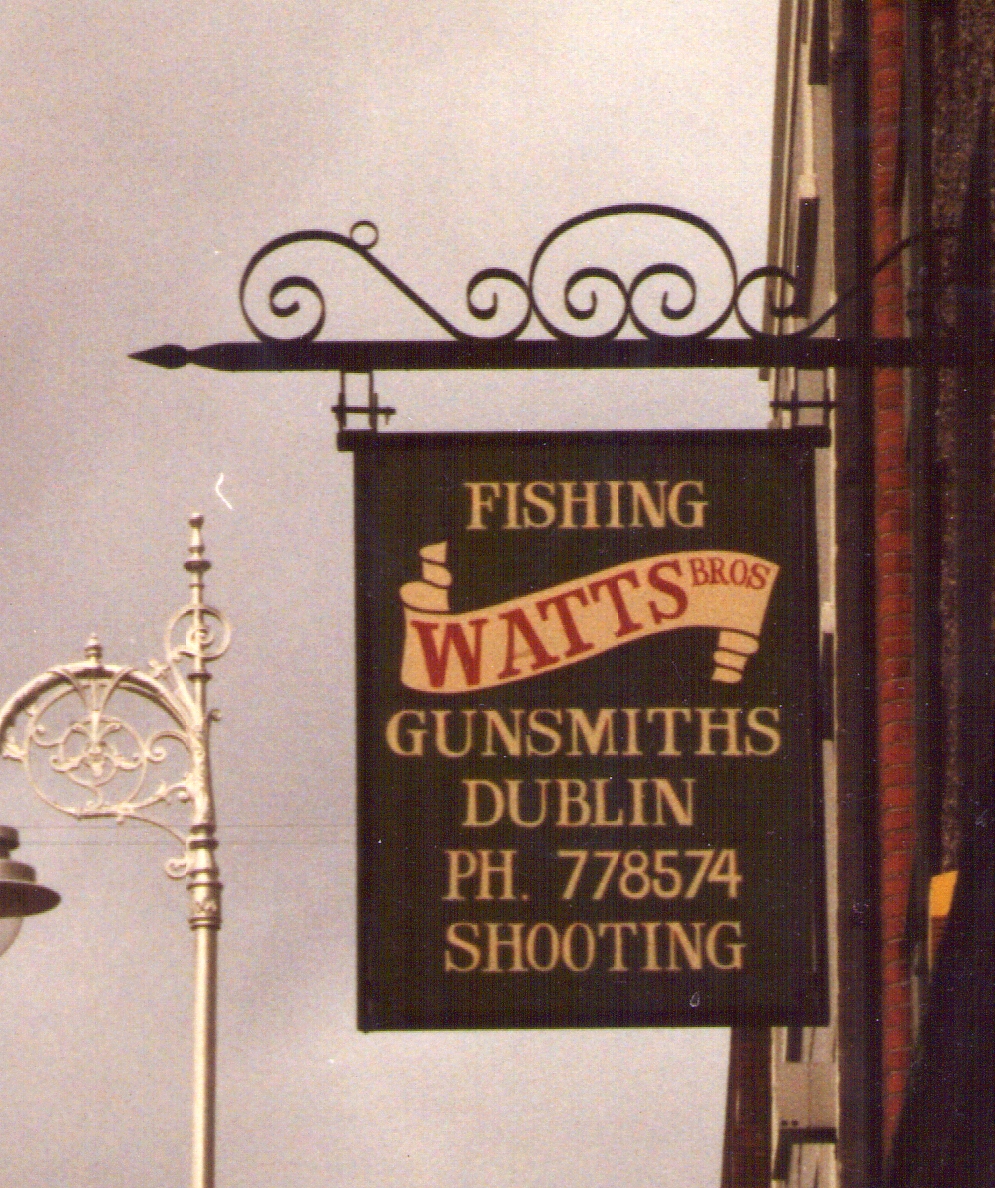 FISHING
WATTS BROS
GUNSMITHS
DUBLIN
PH. 778574
SHOOTING